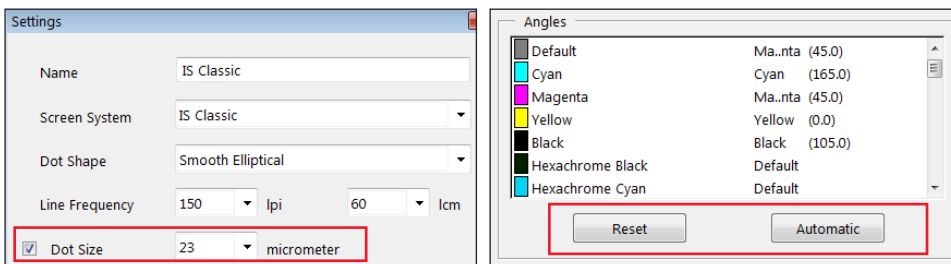 Settings
Name IS Classic
Screen System IS Classic
Dot Shape Smooth Elliptical
Line Frequency 150 lpi 60 lcm
Dot Size 23 micrometer
Angles
Default Ma..nta (45.0)
Cyan Cyan (165.0)
Magenta Ma..nta (45.0)
Yellow Yellow (0.0)
Black Black (105.0)
Hexachrome Black Default
Hexachrome Cyan Default
Reset Automatic